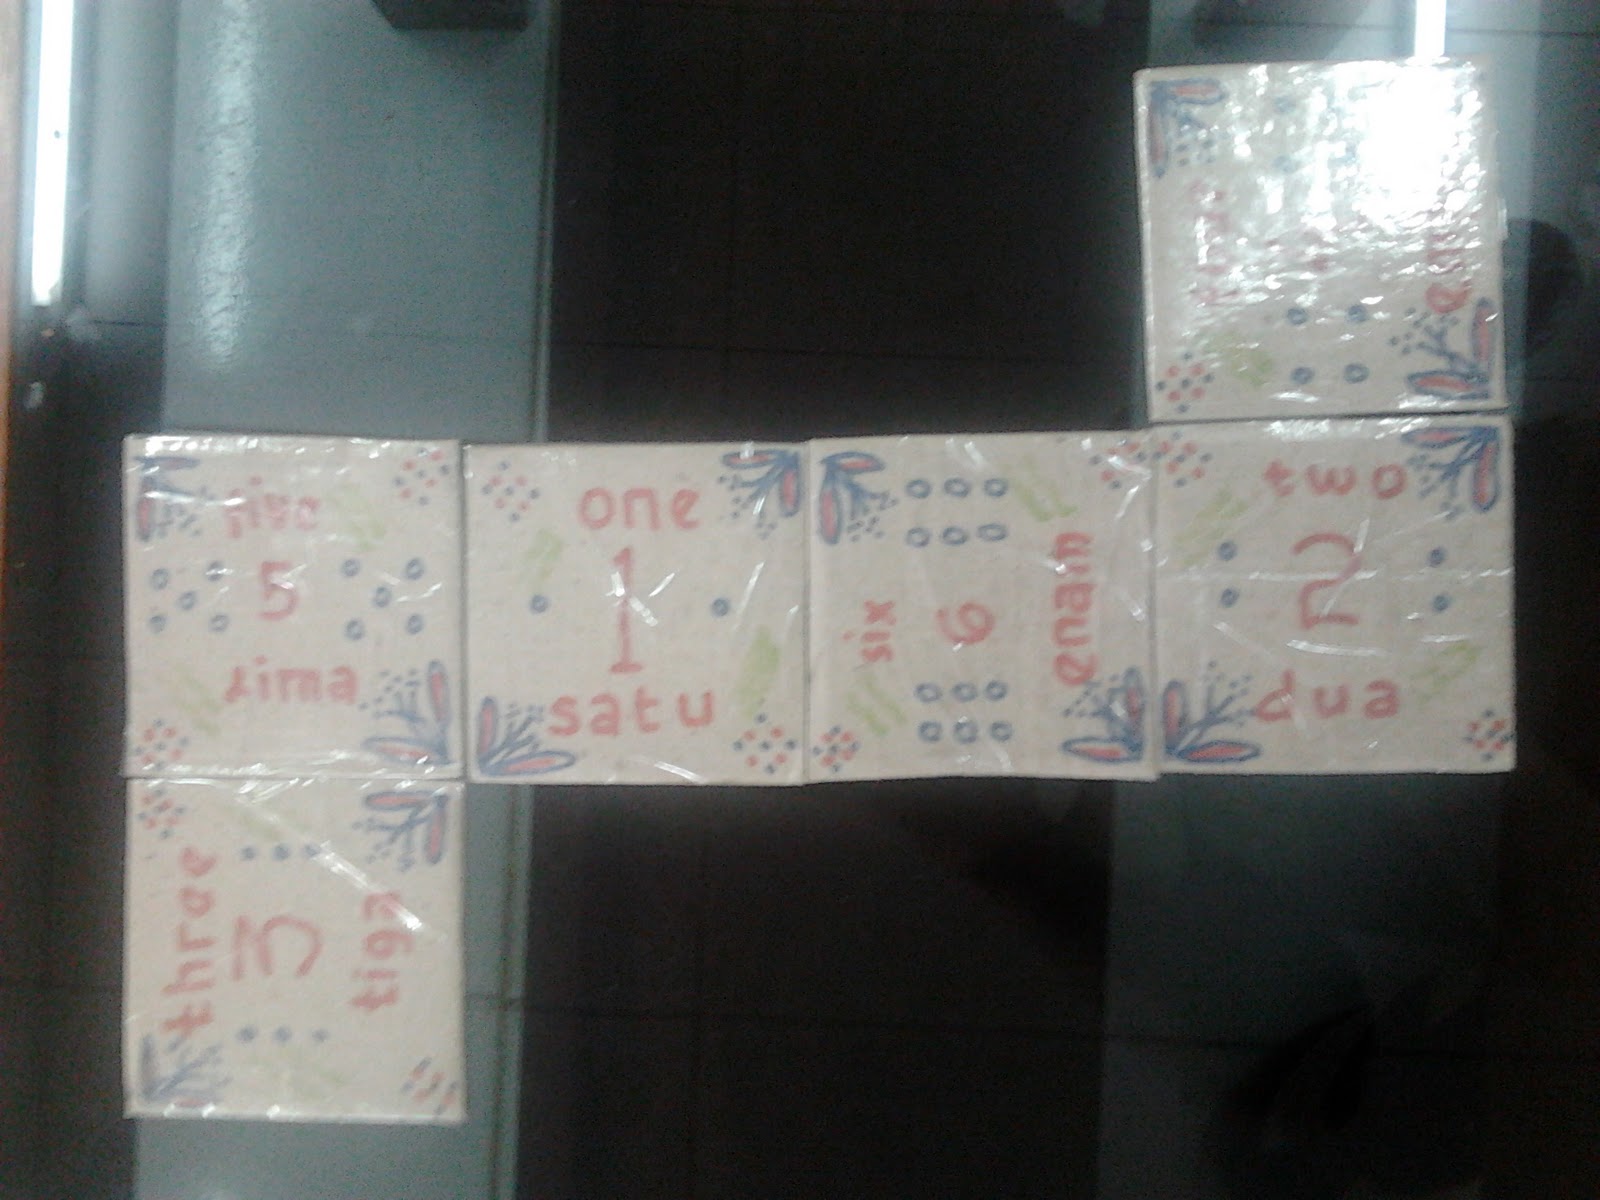 five
5
Lima
one
1
satu
six
6
enam
two
2
dua
three
3
tiga